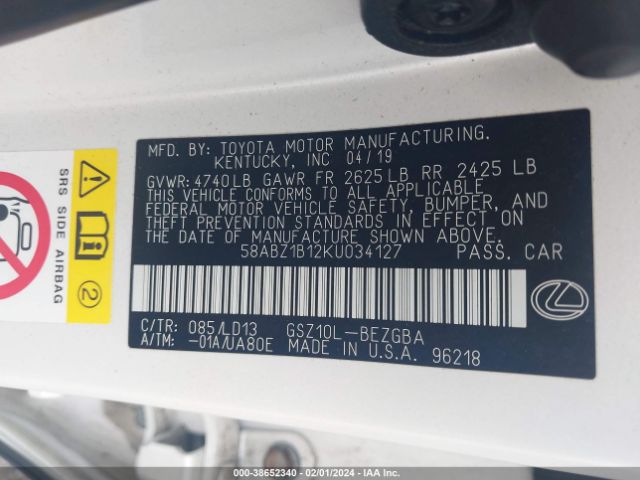 MFD. BY: TOYOTA MOTOR MANUFACTURING.
KENTUCKY, INC 04/19
GVWR: 4740LB GAWR FR 2625LB RR 2425 LB
THIS VEHICLE CONFORMS TO ALL APPLICABLE
FEDERAL MOTOR VEHICLE SAFETY, BUMPER, AND
THEFT PREVENTION STANDARDS IN EFFECT ON
THE DATE OF MANUFACTURE SHOWN ABOVE.
58ABZ1B12KU034127 PASS. CAR
C/TR: 085/LD13 GSZ10L-BEZGBA
A/TM: -01A/UA80E MADE IN U.S.A. 96218
SRS SIDE AIRBAG
2
000-38652340 - 02/01/2024 - IAA Inc.